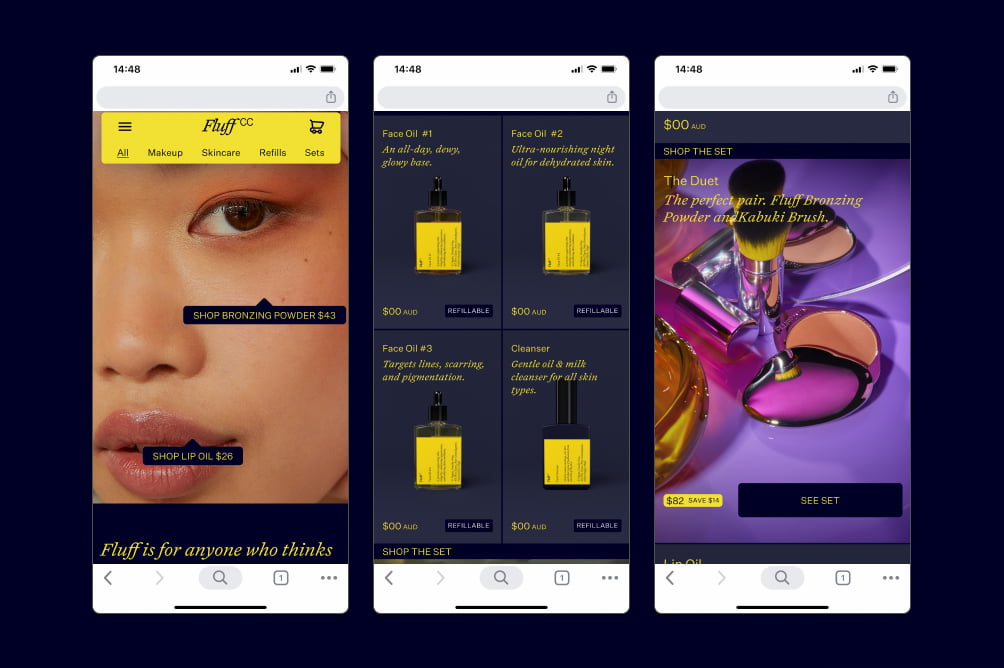 14:48
Fluff CC
All Makeup Skincare Refills Sets
SHOP BRONZING POWDER $43
SHOP LIP OIL $26
Fluff is for anyone who thinks
1
14:48
Face Oil #1
An all-day, dewy,
glowy base.
$00 AUD
REFILLABLE
Face Oil #2
Ultra-nourishing night
oil for dehydrated skin.
Fluff
Fluff
$00 AUD
REFILLABLE
Face Oil #3
Targets lines, scarring,
and pigmentation.
Fluff
$00 AUD
REFILLABLE
Cleanser
Gentle oil & milk
cleanser for all skin
types.
Fluff
$00 AUD
REFILLABLE
SHOP THE SET
1
14:48
$00 AUD
SHOP THE SET
The Duet
The perfect pair. Fluff Bronzing
Powder and Kabuki Brush.
$82 SAVE $14
SEE SET
Lip Oil
1